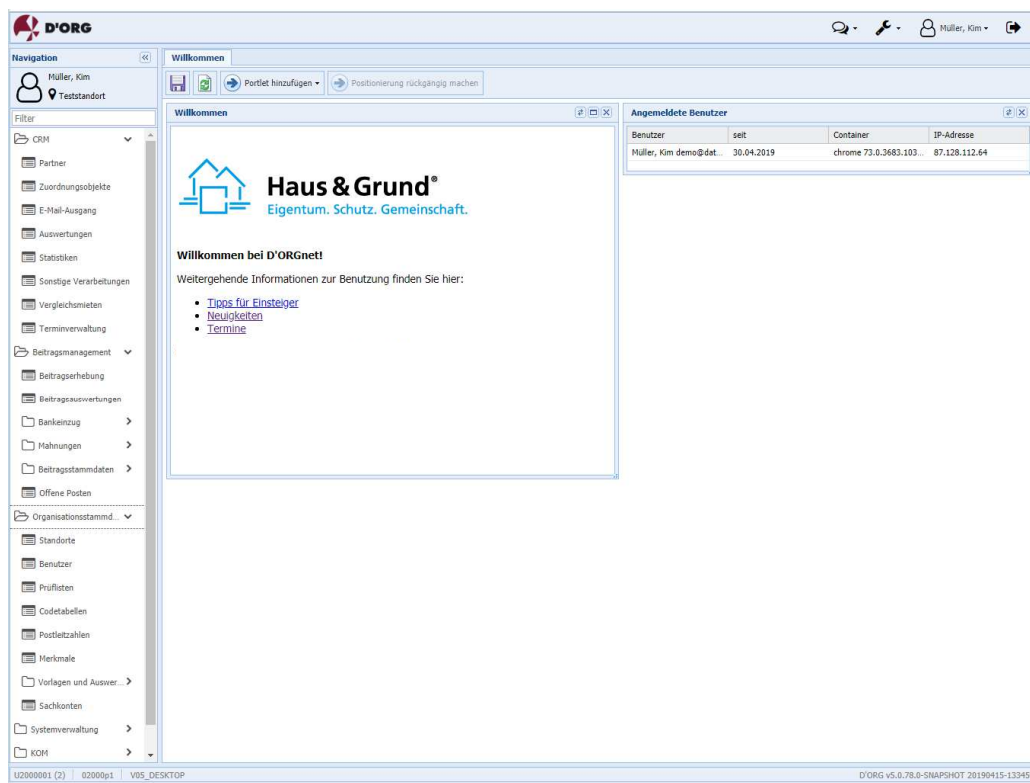 D'ORG
Müller, Kim
Navigation
Müller, Kim
Teststandort
Filter
CRM
Partner
Zuordnungsobjekte
E-Mail-Ausgang
Auswertungen
Statistiken
Sonstige Verarbeitungen
Vergleichsmieten
Terminverwaltung
Beitragsmanagement
Beitragserhebung
Beitragsauswertungen
Bankeinzug
Mahnungen
Beitragsstammdaten
Offene Posten
Organisationsstammd...
Standorte
Benutzer
Prüflisten
Codetabellen
Postleitzahlen
Merkmale
Vorlagen und Auswer...
Sachkonten
Systemverwaltung
KOM
Willkommen
Portlet hinzufügen
Positionierung rückgängig machen
Willkommen
Haus & Grund®
Eigentum. Schutz. Gemeinschaft.
Willkommen bei D'ORGnet!
Weitergehende Informationen zur Benutzung finden Sie hier:
• Tipps für Einsteiger
• Neuigkeiten
• Termine
Angemeldete Benutzer
Benutzer seit Container IP-Adresse
Müller, Kim demo@dat... 30.04.2019 chrome 73.0.3683.103... 87.128.112.64
U2000001 (2) 02000p1 V05_DESKTOP D'ORG v5.0.78.0-SNAPSHOT 20190415-13345